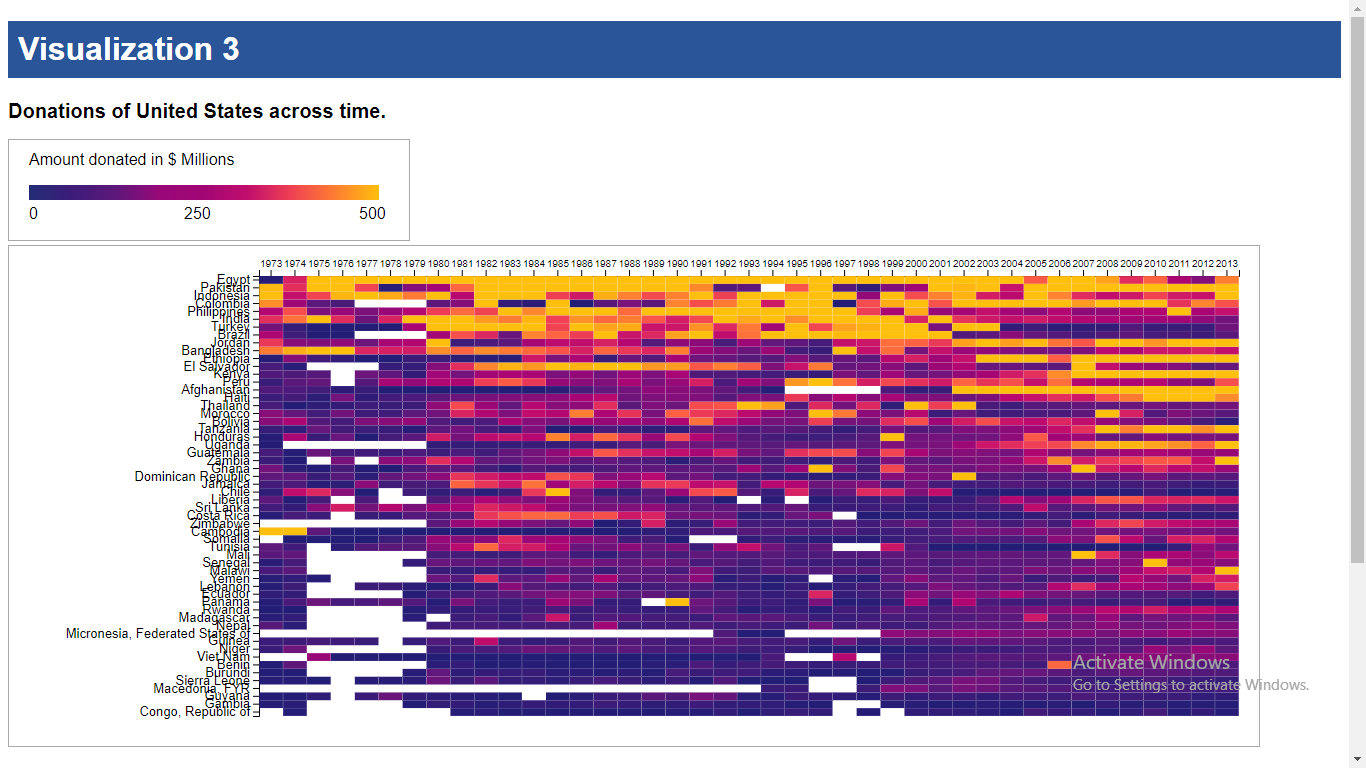 Visualization 3
Donations of United States across time.
Amount donated in $ Millions
0 250 500
1973 1974 1975 1976 1977 1978 1979 1980 1981 1982 1983 1984 1985 1986 1987 1988 1989 1990 1991 1992 1993 1994 1995 1996 1997 1998 1999 2000 2001 2002 2003 2004 2005 2006 2007 2008 2009 2010 2011 2012 2013
Egypt
Pakistan
Indonesia
Colombia
Philippines
India
Turkey
Brazil
Jordan
Bangladesh
Ethiopia
El Salvador
Kenya
Peru
Afghanistan
Haiti
Thailand
Morocco
Bolivia
Tanzania
Honduras
Uganda
Guatemala
Zambia
Ghana
Dominican Republic
Jamaica
Chile
Liberia
Sri Lanka
Costa Rica
Zimbabwe
Cambodia
Somalia
Tunisia
Mali
Senegal
Malawi
Yemen
Lebanon
Ecuador
Panama
Rwanda
Madagascar
Nepal
Micronesia, Federated States of
Guinea
Niger
Viet Nam
Benin
Burundi
Sierra Leone
Macedonia, FYR
Guyana
Gambia
Congo, Republic of
Activate Windows
Go to Settings to activate Windows.